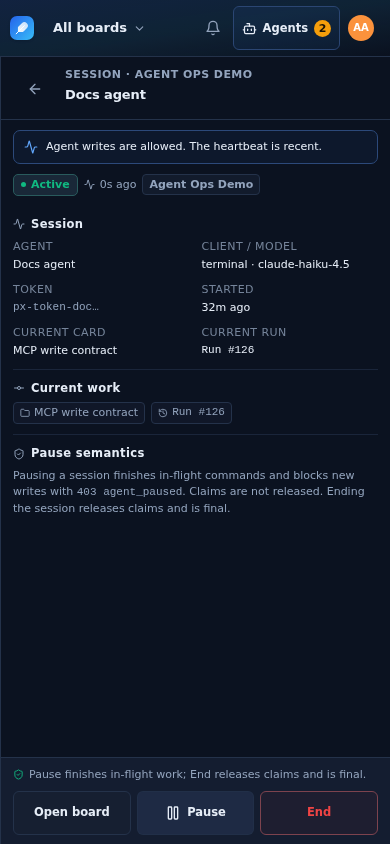 All boards
Agents 2
AA
SESSION · AGENT OPS DEMO
Docs agent
Agent writes are allowed. The heartbeat is recent.
Active 0s ago Agent Ops Demo
Session
AGENT CLIENT / MODEL
Docs agent terminal · claude-haiku-4.5
TOKEN STARTED
px-token-doc… 32m ago
CURRENT CARD CURRENT RUN
MCP write contract Run #126
Current work
MCP write contract Run #126
Pause semantics
Pausing a session finishes in-flight commands and blocks new
writes with 403 agent_paused. Claims are not released. Ending
the session releases claims and is final.
Pause finishes in-flight work; End releases claims and is final.
Open board Pause End